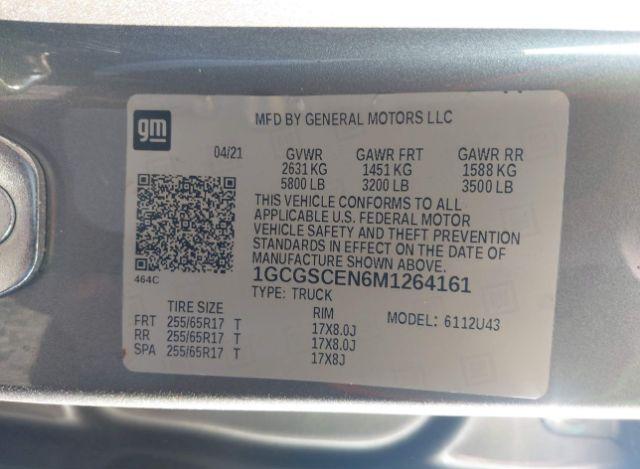 gm
MFD BY GENERAL MOTORS LLC
04/21 GVWR GAWR FRT GAWR RR
2631 KG 1451 KG 1588 KG
5800 LB 3200 LB 3500 LB
THIS VEHICLE CONFORMS TO ALL
APPLICABLE U.S. FEDERAL MOTOR
VEHICLE SAFETY AND THEFT PREVENTION
STANDARDS IN EFFECT ON THE DATE OF
MANUFACTURE SHOWN ABOVE.
464C
1GCGSCEN6M1264161
TYPE: TRUCK
TIRE SIZE RIM MODEL: 6112U43
FRT 255/65R17 T 17X8.0J
RR 255/65R17 T 17X8.0J
SPA 255/65R17 T 17X8J